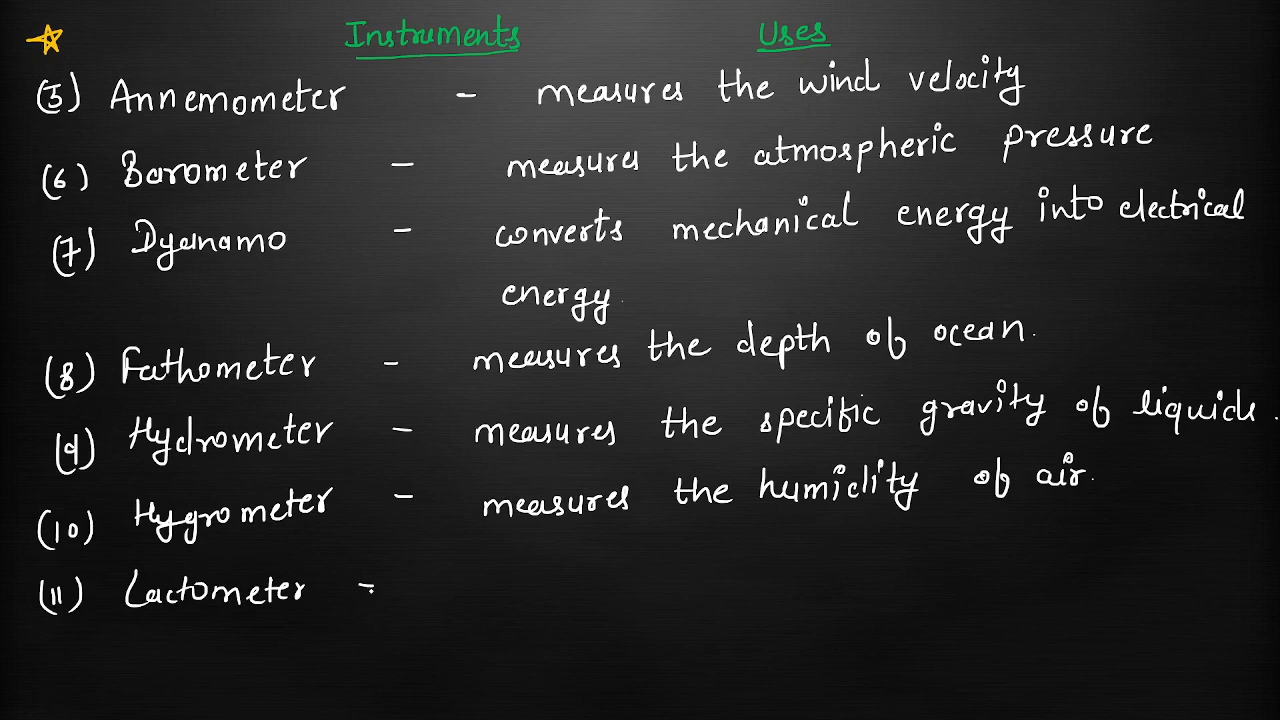 Instruments Uses
(5) Annemometer - measures the wind velocity
(6) Barometer - measures the atmospheric pressure
(7) Dyanamo - converts mechanical energy into electrical
energy.
(8) Fathometer - measures the depth of ocean.
(9) Hydrometer - measures the specific gravity of liquids.
(10) Hygrometer - measures the humidity of air.
(11) Lactometer -